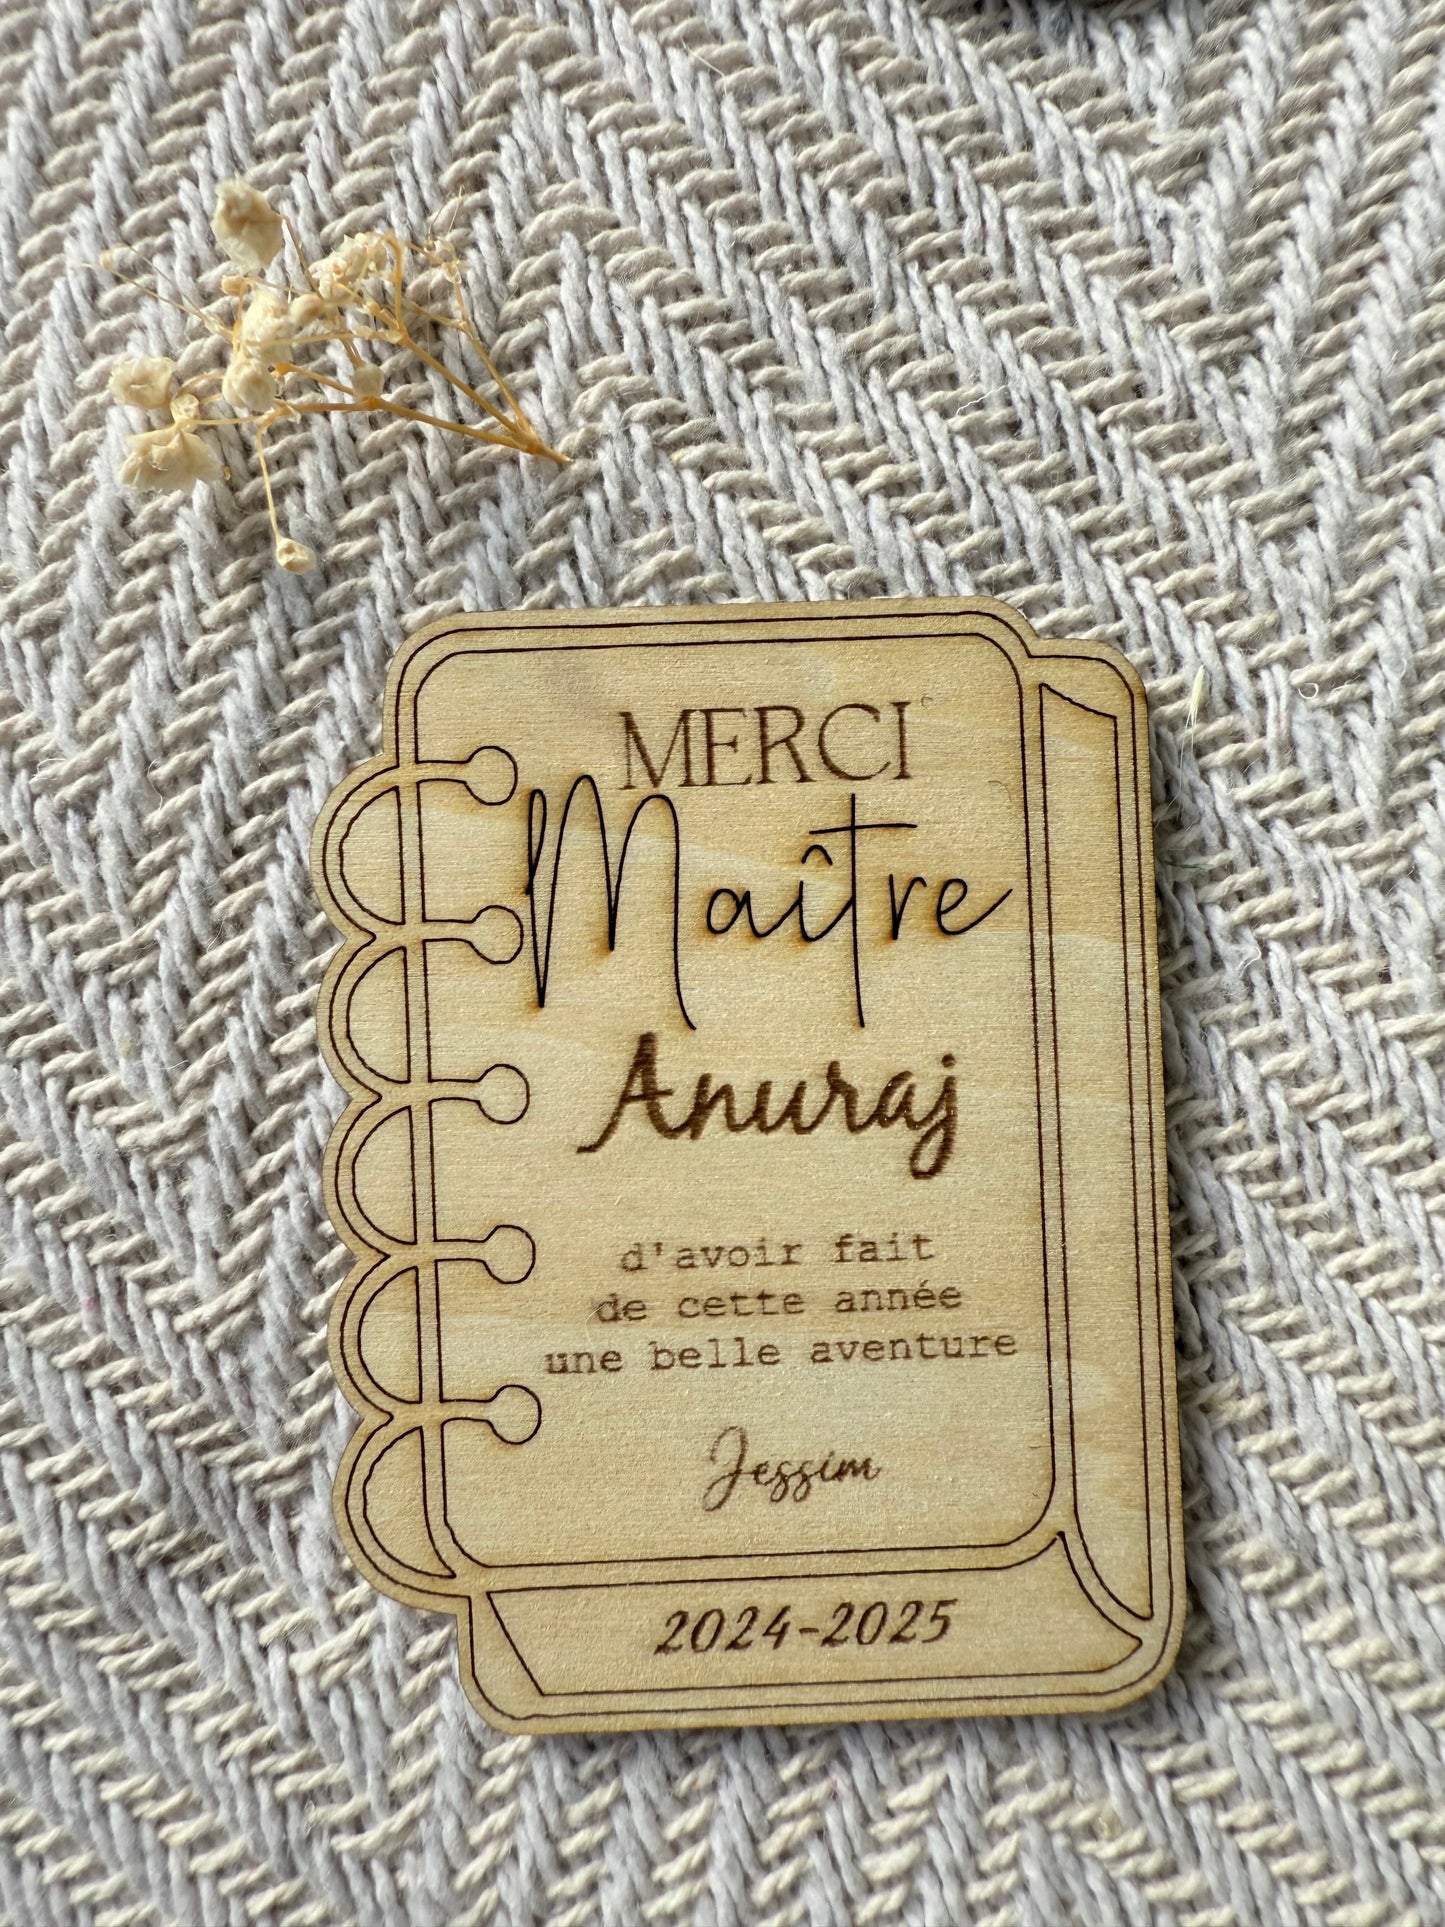 MERCI
Maître
Anuraj
d'avoir fait
de cette année
une belle aventure
Jessim
2024-2025